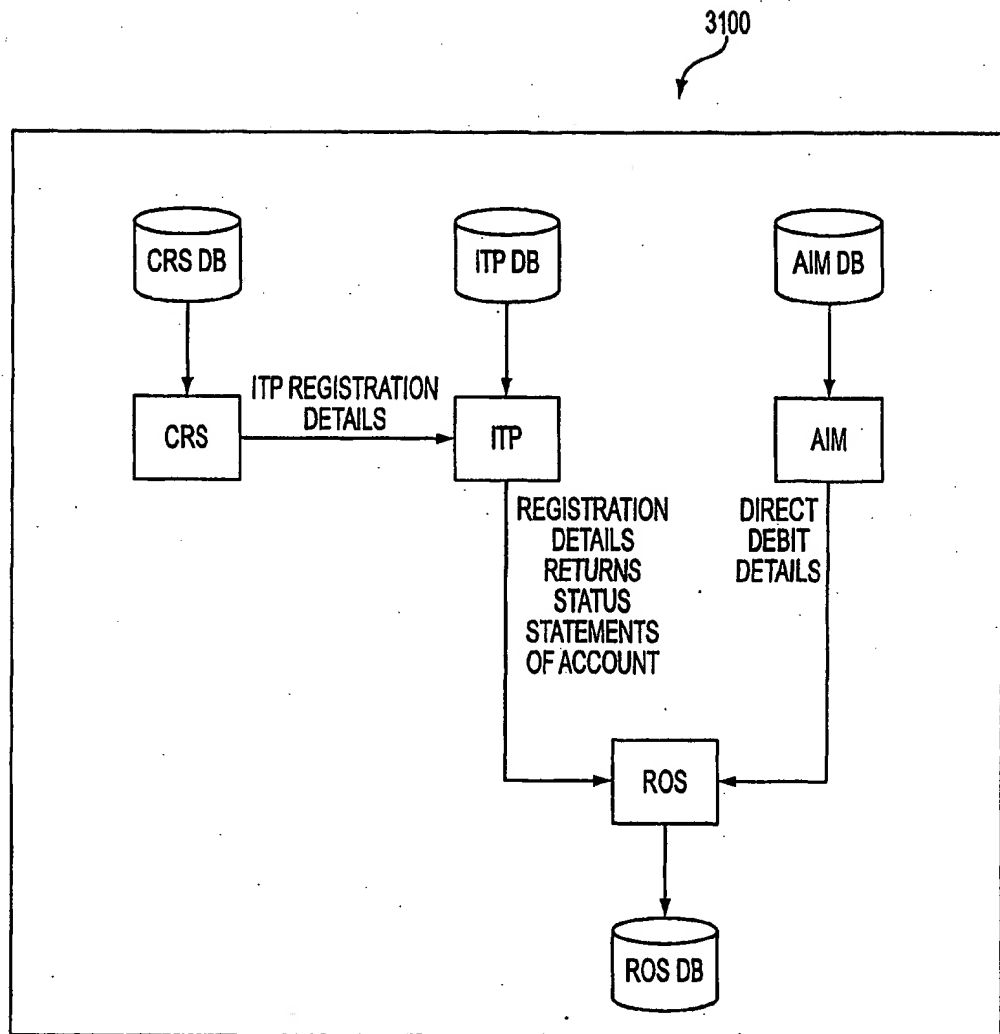 3100
CRS DB
ITP DB
AIM DB
ITP REGISTRATION
DETAILS
CRS
ITP
AIM
REGISTRATION
DETAILS
RETURNS
STATUS
STATEMENTS
OF ACCOUNT
DIRECT
DEBIT
DETAILS
ROS
ROS DB